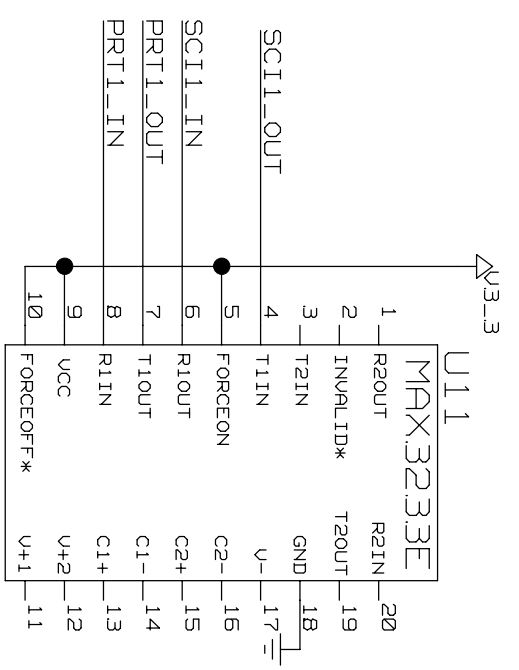 U11
MAX3233E
V3_3
SCI1_OUT
SCI1_IN
PRT1_OUT
PRT1_IN
1 R2OUT
2 INVALID*
3 T2IN
4 T1IN
5 FORCEON
6 R1OUT
7 T1OUT
8 R1IN
9 VCC
10 FORCEOFF*
R2IN 20
T2OUT 19
GND 18
V- 17
C2- 16
C2+ 15
C1- 14
C1+ 13
V+2 12
V+1 11